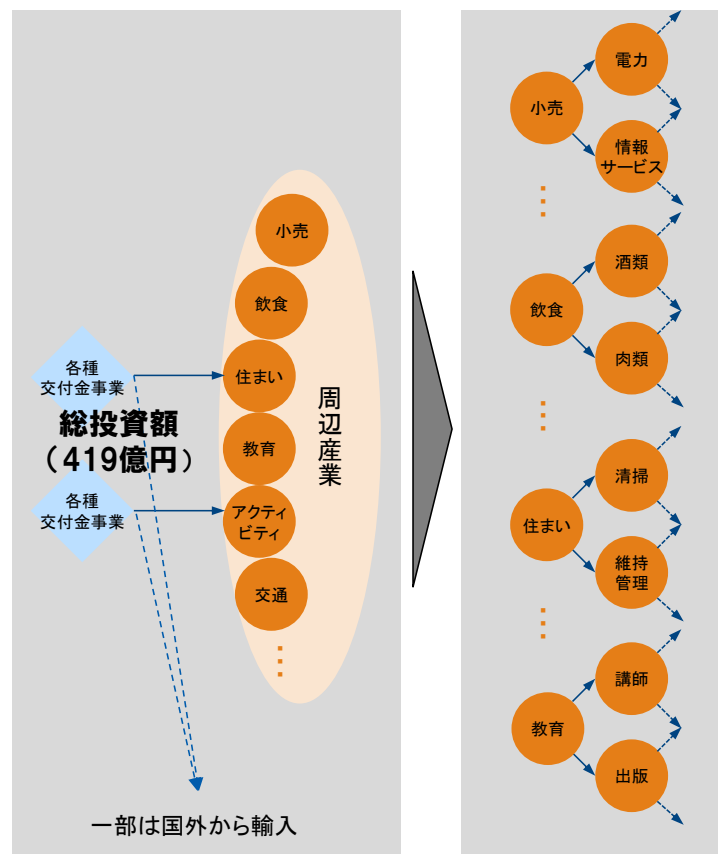 小売
飲食
住まい
教育
アクティ
ビティ
交通
周辺産業
各種
交付金事業
総投資額
（419億円）
各種
交付金事業
一部は国外から輸入
小売
電力
情報
サービス
飲食
酒類
肉類
住まい
清掃
維持
管理
教育
講師
出版